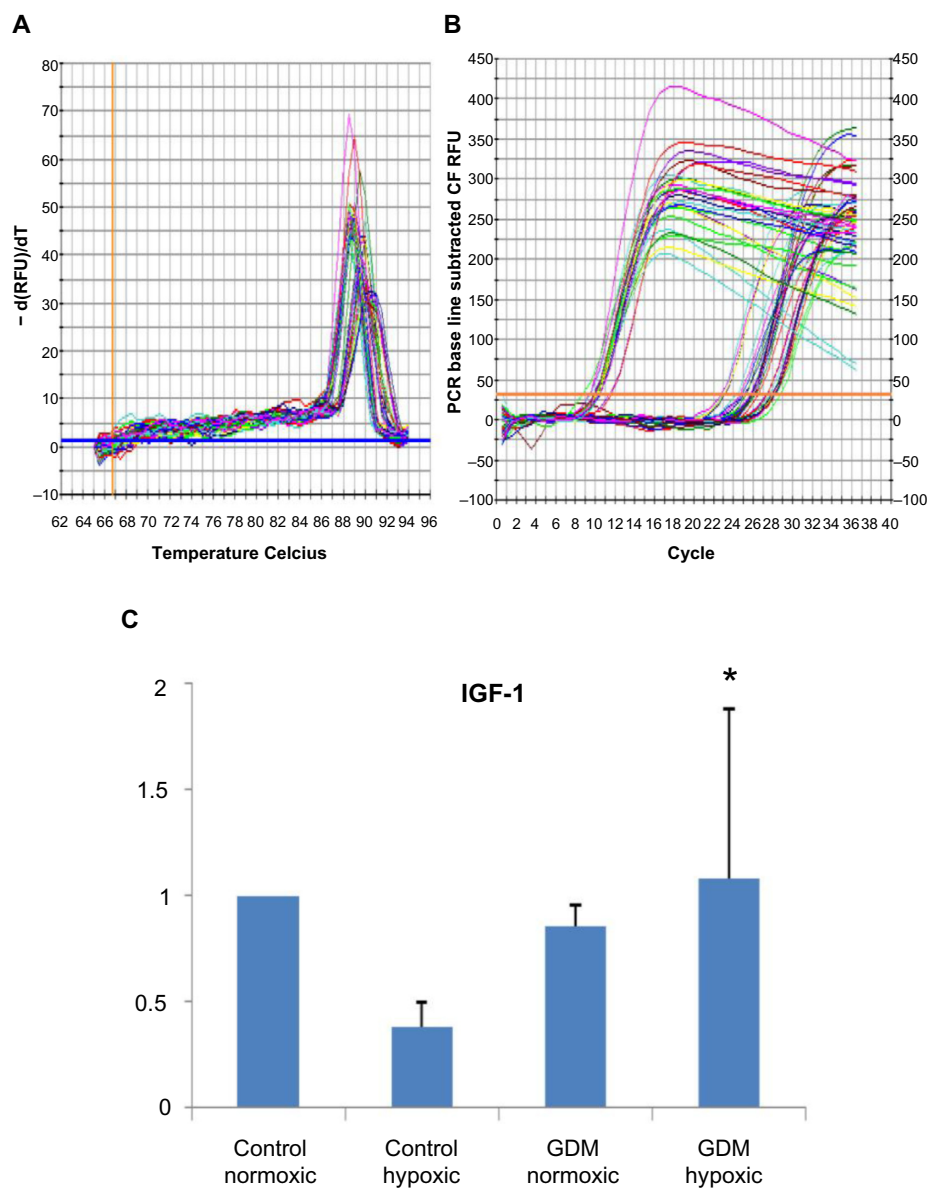 A
80
70
60
50
40
30
20
10
0
–10
– d(RFU)/dT
62 64 66 68 70 72 74 76 78 80 82 84 86 88 90 92 94 96
Temperature Celcius
B
450
400
350
300
250
200
150
100
50
0
–50
–100
PCR base line subtracted CF RFU
450
400
350
300
250
200
150
100
50
0
–50
–100
0 2 4 6 8 10 12 14 16 18 20 22 24 26 28 30 32 34 36 38 40
Cycle
C
IGF-1
*
2
1.5
1
0.5
0
Control
normoxic
Control
hypoxic
GDM
normoxic
GDM
hypoxic